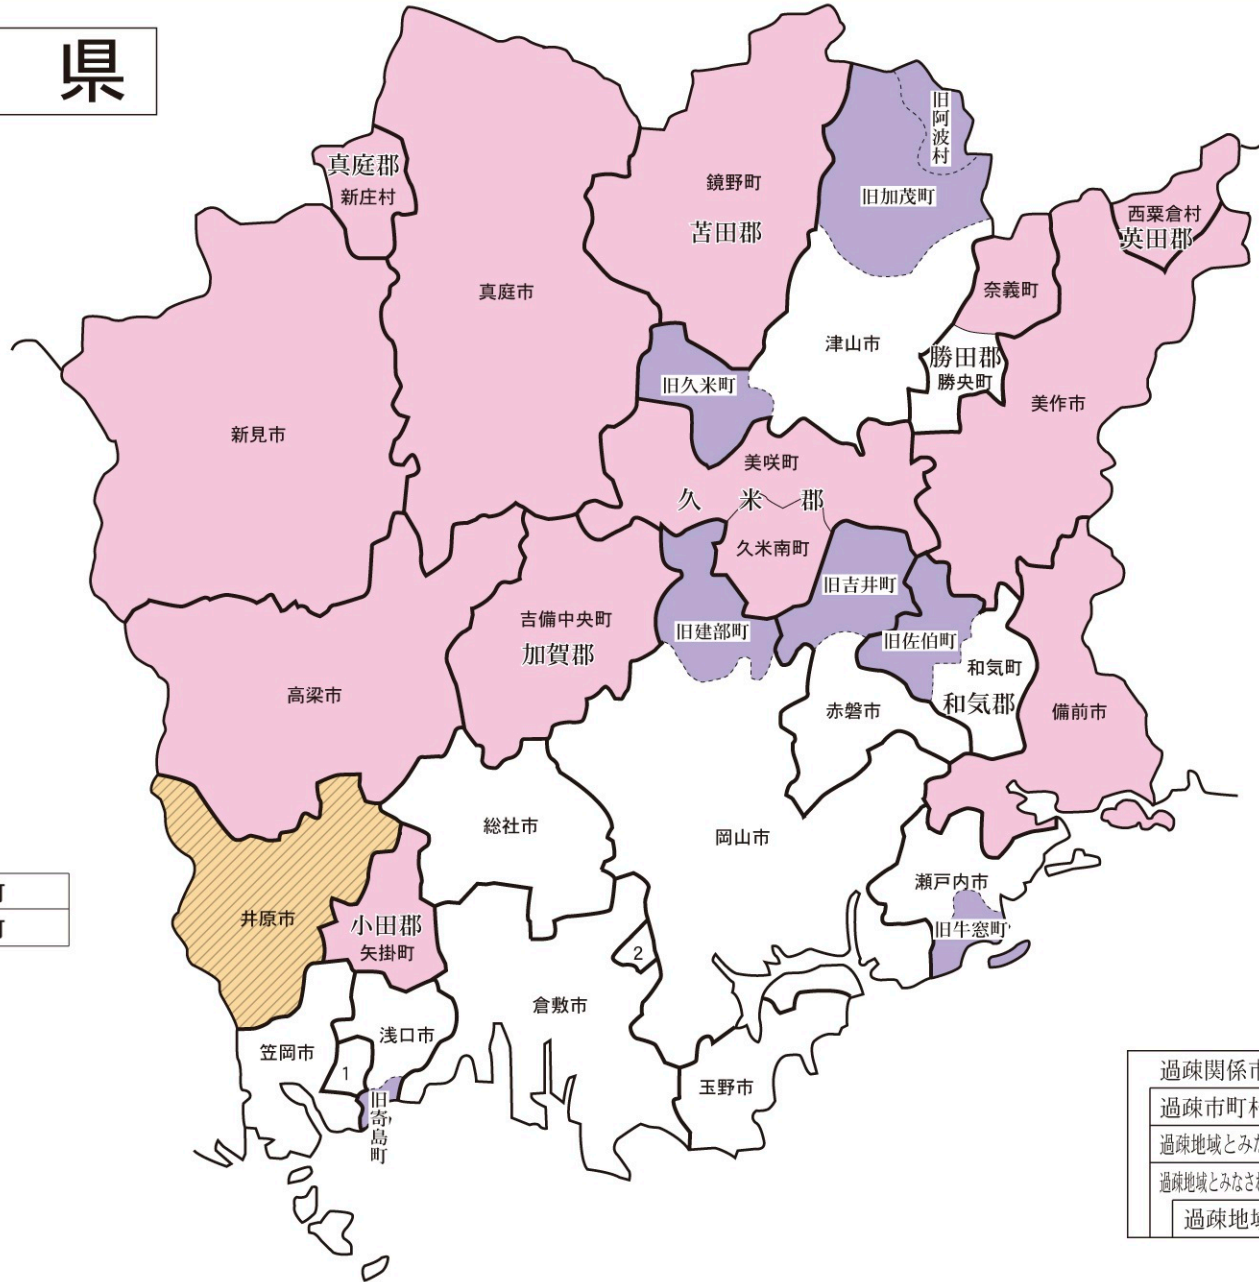 県
旧阿波村
真庭郡
新庄村
鏡野町
苫田郡
旧加茂町
西粟倉村
英田郡
真庭市
奈義町
津山市
勝田郡
勝央町
旧久米町
美作市
新見市
美咲町
久米郡
久米南町
旧吉井町
吉備中央町
加賀郡
旧建部町
旧佐伯町
和気町
和気郡
高梁市
赤磐市
備前市
総社市
岡山市
瀬戸内市
町
町
井原市
小田郡
矢掛町
旧牛窓町
2
倉敷市
浅口市
笠岡市
1
玉野市
旧寄島町
過疎関係市
過疎市町村
過疎地域とみな
過疎地域とみなさ
過疎地域